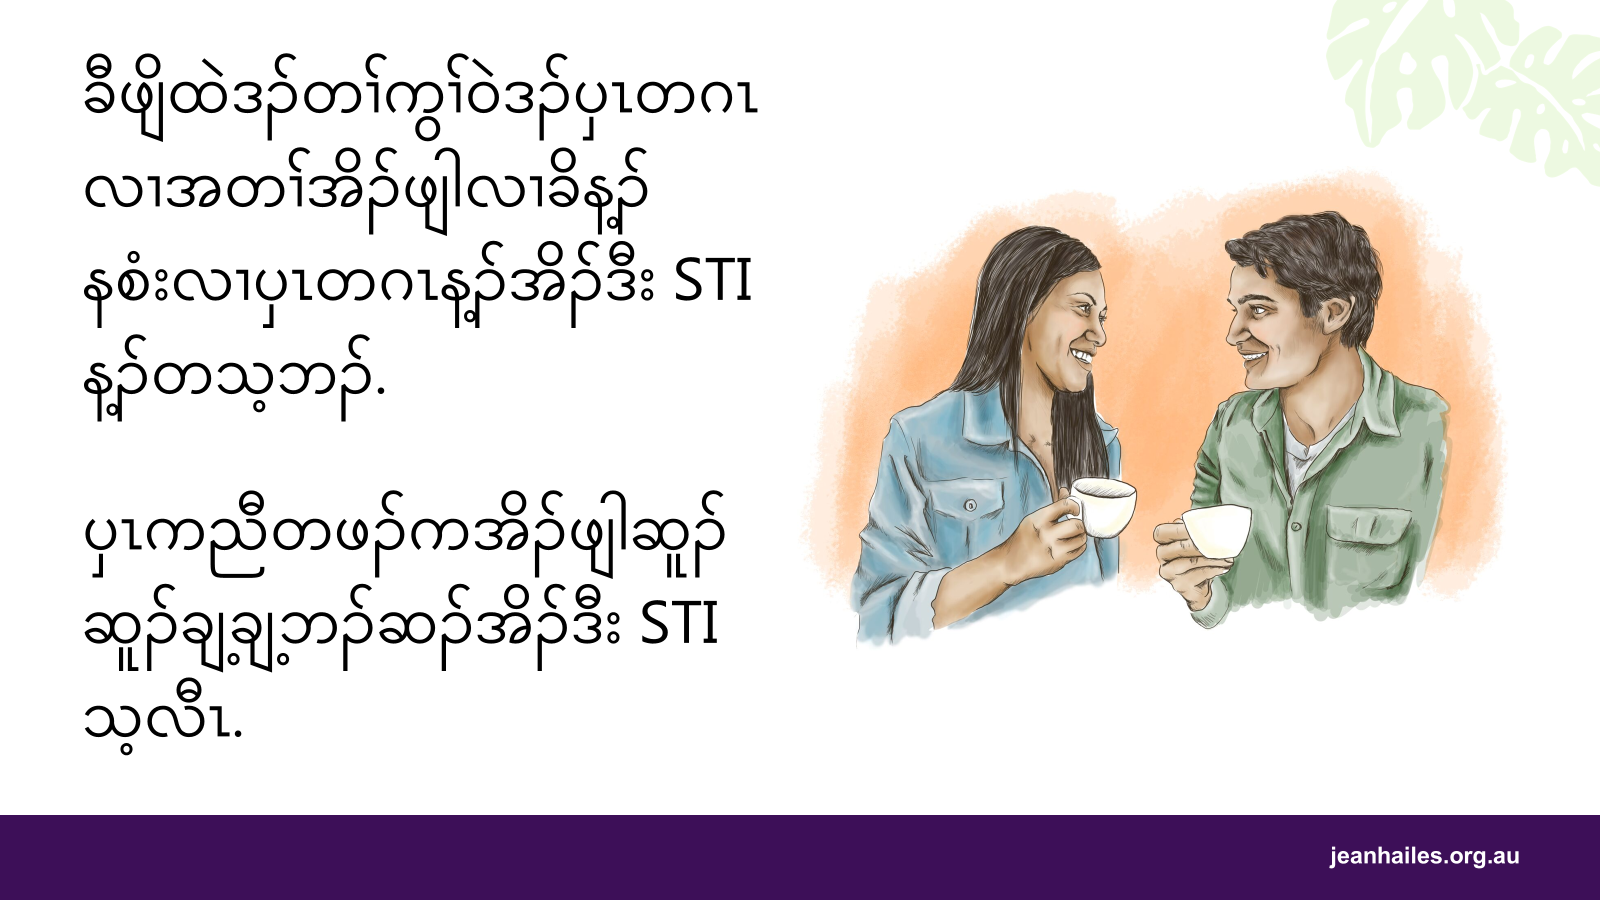 ခီဖျိထဲဒၣ်တၢ်ကွၢ်ဝဲဒၣ်ပှၤတဂၤ
လၢအတၢ်အိၣ်ဖျါလၢခိန့ၣ်
နစံးလၢပှၤတဂၤန့ၣ်အိၣ်ဒီး STI
န့ၣ်တသ့ဘၣ်.
ပှၤကညီတဖၣ်ကအိၣ်ဖျါဆူၣ်
ဆူၣ်ချ့ချ့ဘၣ်ဆၣ်အိၣ်ဒီး STI
သ့လီၤ.
jeanhailes.org.au